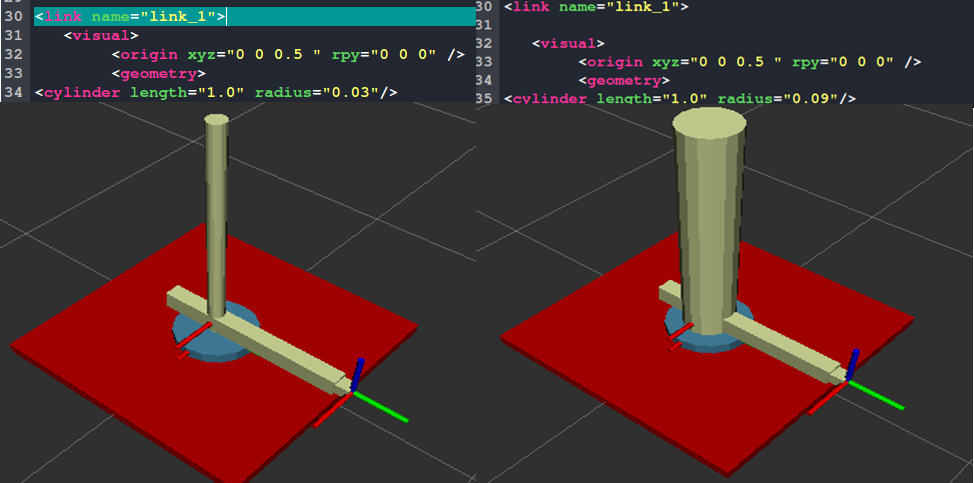 30 <link name="link_1">
31 <visual>
32 <origin xyz="0 0 0.5 " rpy="0 0 0" />
33 <geometry>
34 <cylinder length="1.0" radius="0.03"/>
30 <link name="link_1">
31
32 <visual>
33 <origin xyz="0 0 0.5 " rpy="0 0 0" />
34 <geometry>
35 <cylinder length="1.0" radius="0.09"/>